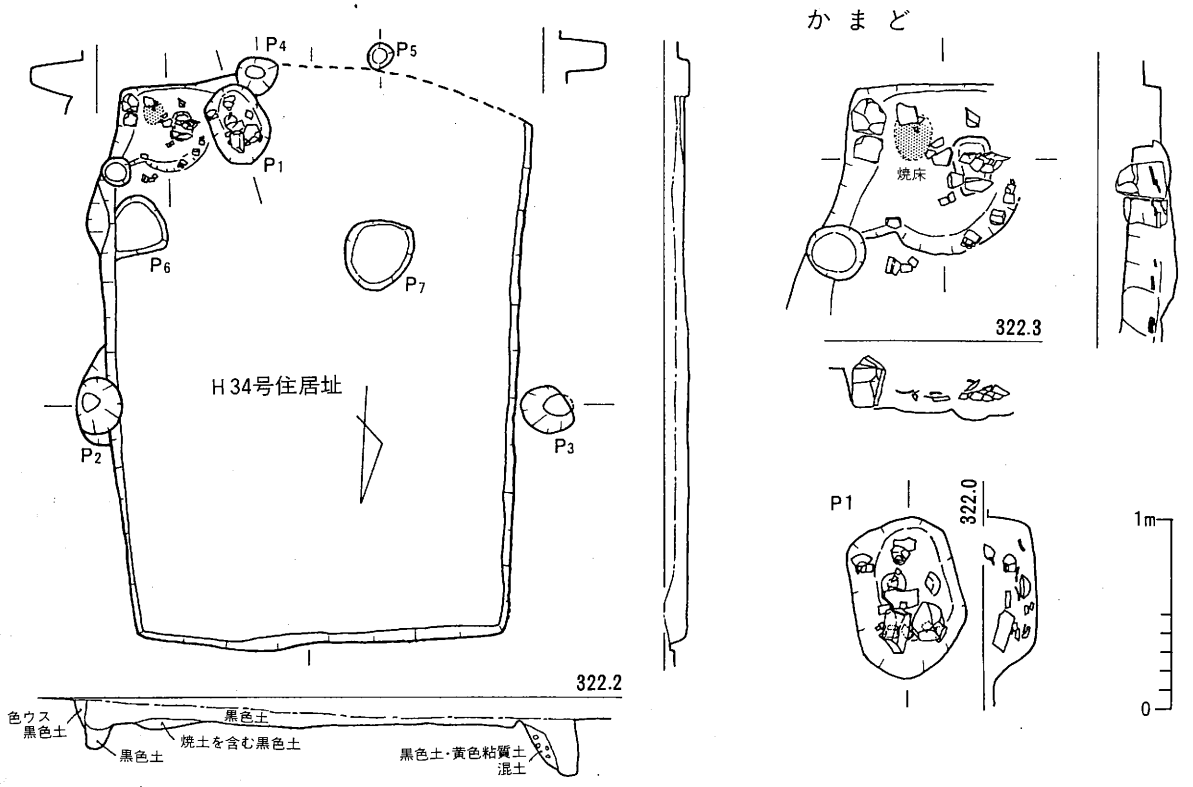 かまど
P4
P5
P1
焼床
P6
P7
322.3
H34号住居址
P2
P3
P1
322.0
1m
0
322.2
色ウス
黒色土
黒色土
焼土を含む黒色土
黒色土
黒色土・黄色粘質土
混土